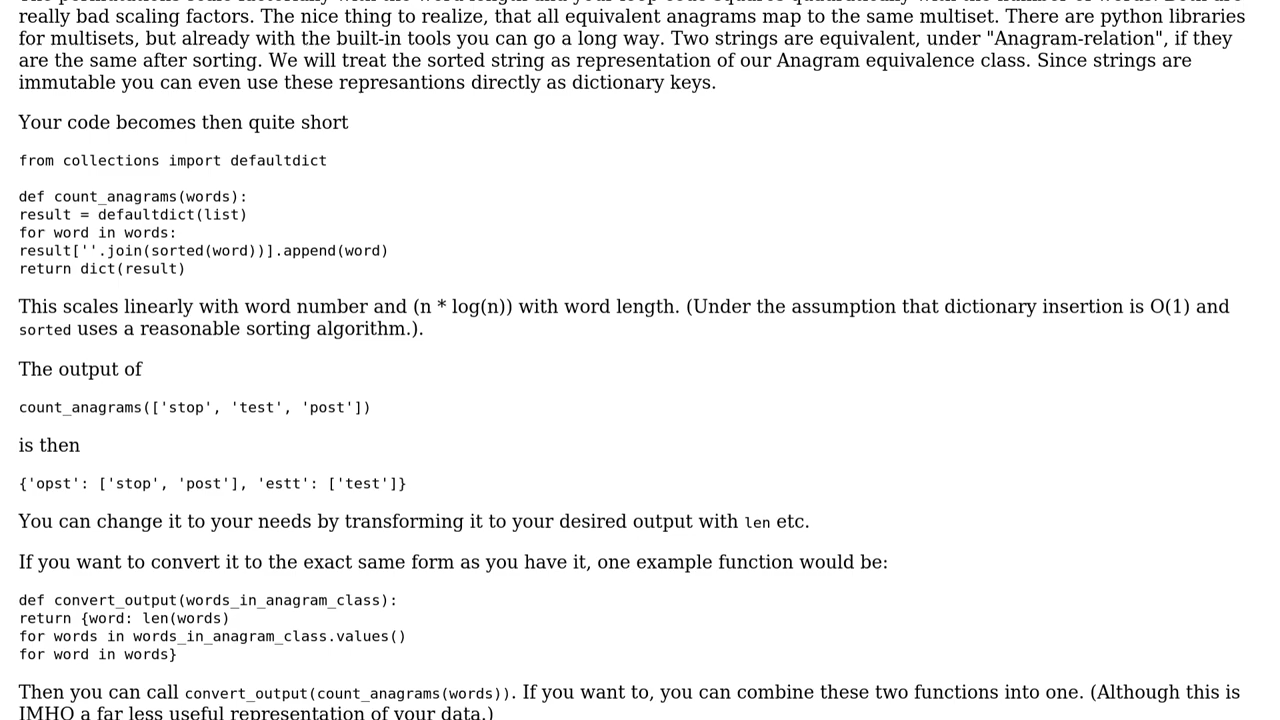 really bad scaling factors. The nice thing to realize, that all equivalent anagrams map to the same multiset. There are python libraries
for multisets, but already with the built-in tools you can go a long way. Two strings are equivalent, under "Anagram-relation", if they
are the same after sorting. We will treat the sorted string as representation of our Anagram equivalence class. Since strings are
immutable you can even use these represantions directly as dictionary keys.
Your code becomes then quite short
from collections import defaultdict
def count_anagrams(words):
result = defaultdict(list)
for word in words:
result[''.join(sorted(word))].append(word)
return dict(result)
This scales linearly with word number and (n * log(n)) with word length. (Under the assumption that dictionary insertion is O(1) and
sorted uses a reasonable sorting algorithm.).
The output of
count_anagrams(['stop', 'test', 'post'])
is then
{'opst': ['stop', 'post'], 'estt': ['test']}
You can change it to your needs by transforming it to your desired output with len etc.
If you want to convert it to the exact same form as you have it, one example function would be:
def convert_output(words_in_anagram_class):
return {word: len(words)
for words in words_in_anagram_class.values()
for word in words}
Then you can call convert_output(count_anagrams(words)). If you want to, you can combine these two functions into one. (Although this is
IMHO a far less useful representation of your data.)